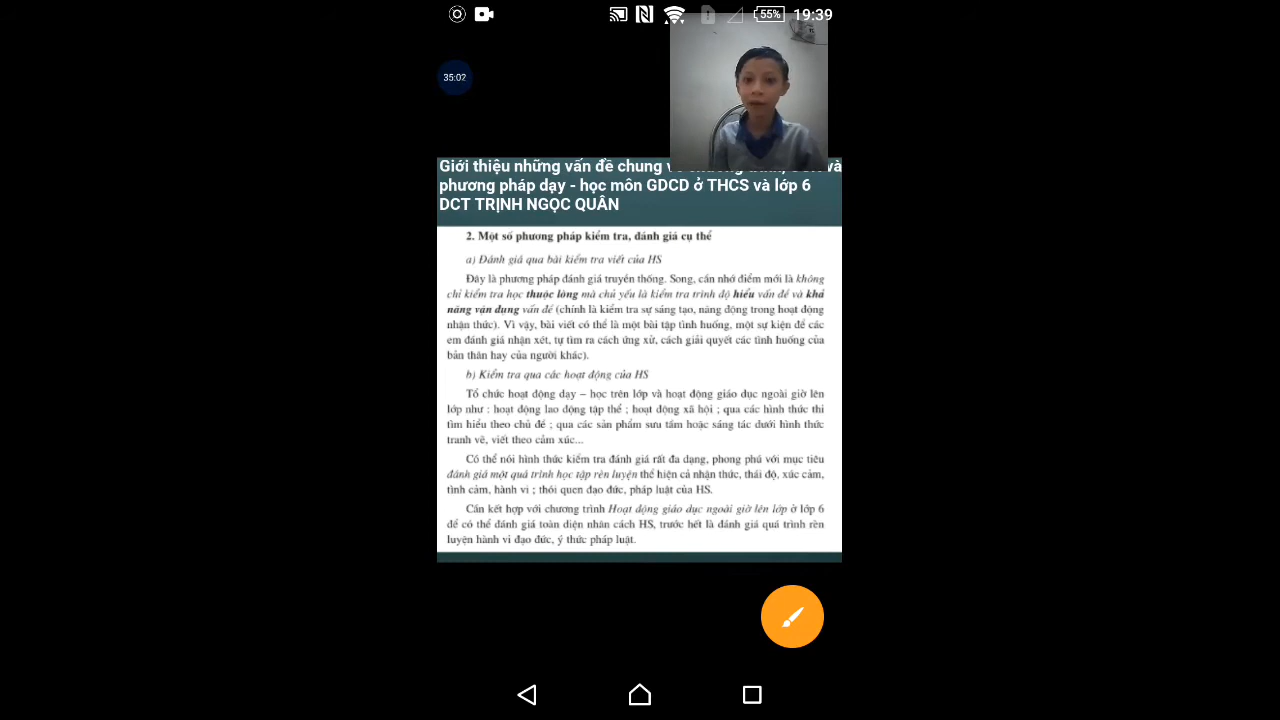 55%
19:39
35:02
Giới thiệu những vấn đề chung
phương pháp dạy - học môn GDCD ở THCS và lớp 6
DCT TRỊNH NGỌC QUÂN
2. Một số phương pháp kiểm tra, đánh giá cụ thể
a) Đánh giá qua bài kiểm tra viết của HS
Đây là phương pháp đánh giá truyền thống. Song, cần nhớ điểm mới là không
chỉ kiểm tra học thuộc lòng mà chủ yếu là kiểm tra trình độ hiểu vấn đề và khả
năng vận dụng vấn đề (chính là kiểm tra sự sáng tạo, năng động trong hoạt động
nhận thức). Vì vậy, bài viết có thể là một bài tập tình huống, một sự kiện để các
em đánh giá nhận xét, tự tìm ra cách ứng xử, cách giải quyết các tình huống của
bản thân hay của người khác).
b) Kiểm tra qua các hoạt động của HS
Tổ chức hoạt động dạy – học trên lớp và hoạt động giáo dục ngoài giờ lên
lớp như : hoạt động lao động tập thể ; hoạt động xã hội ; qua các hình thức thi
tìm hiểu theo chủ đề ; qua các sản phẩm sưu tầm hoặc sáng tác dưới hình thức
tranh vẽ, viết theo cảm xúc...
Có thể nói hình thức kiểm tra đánh giá rất đa dạng, phong phú với mục tiêu
đánh giá một quá trình học tập rèn luyện thể hiện cả nhận thức, thái độ, xúc cảm,
tình cảm, hành vi ; thói quen đạo đức, pháp luật của HS.
Cần kết hợp với chương trình Hoạt động giáo dục ngoài giờ lên lớp ở lớp 6
để có thể đánh giá toàn diện nhân cách HS, trước hết là đánh giá quá trình rèn
luyện hành vi đạo đức, ý thức pháp luật.